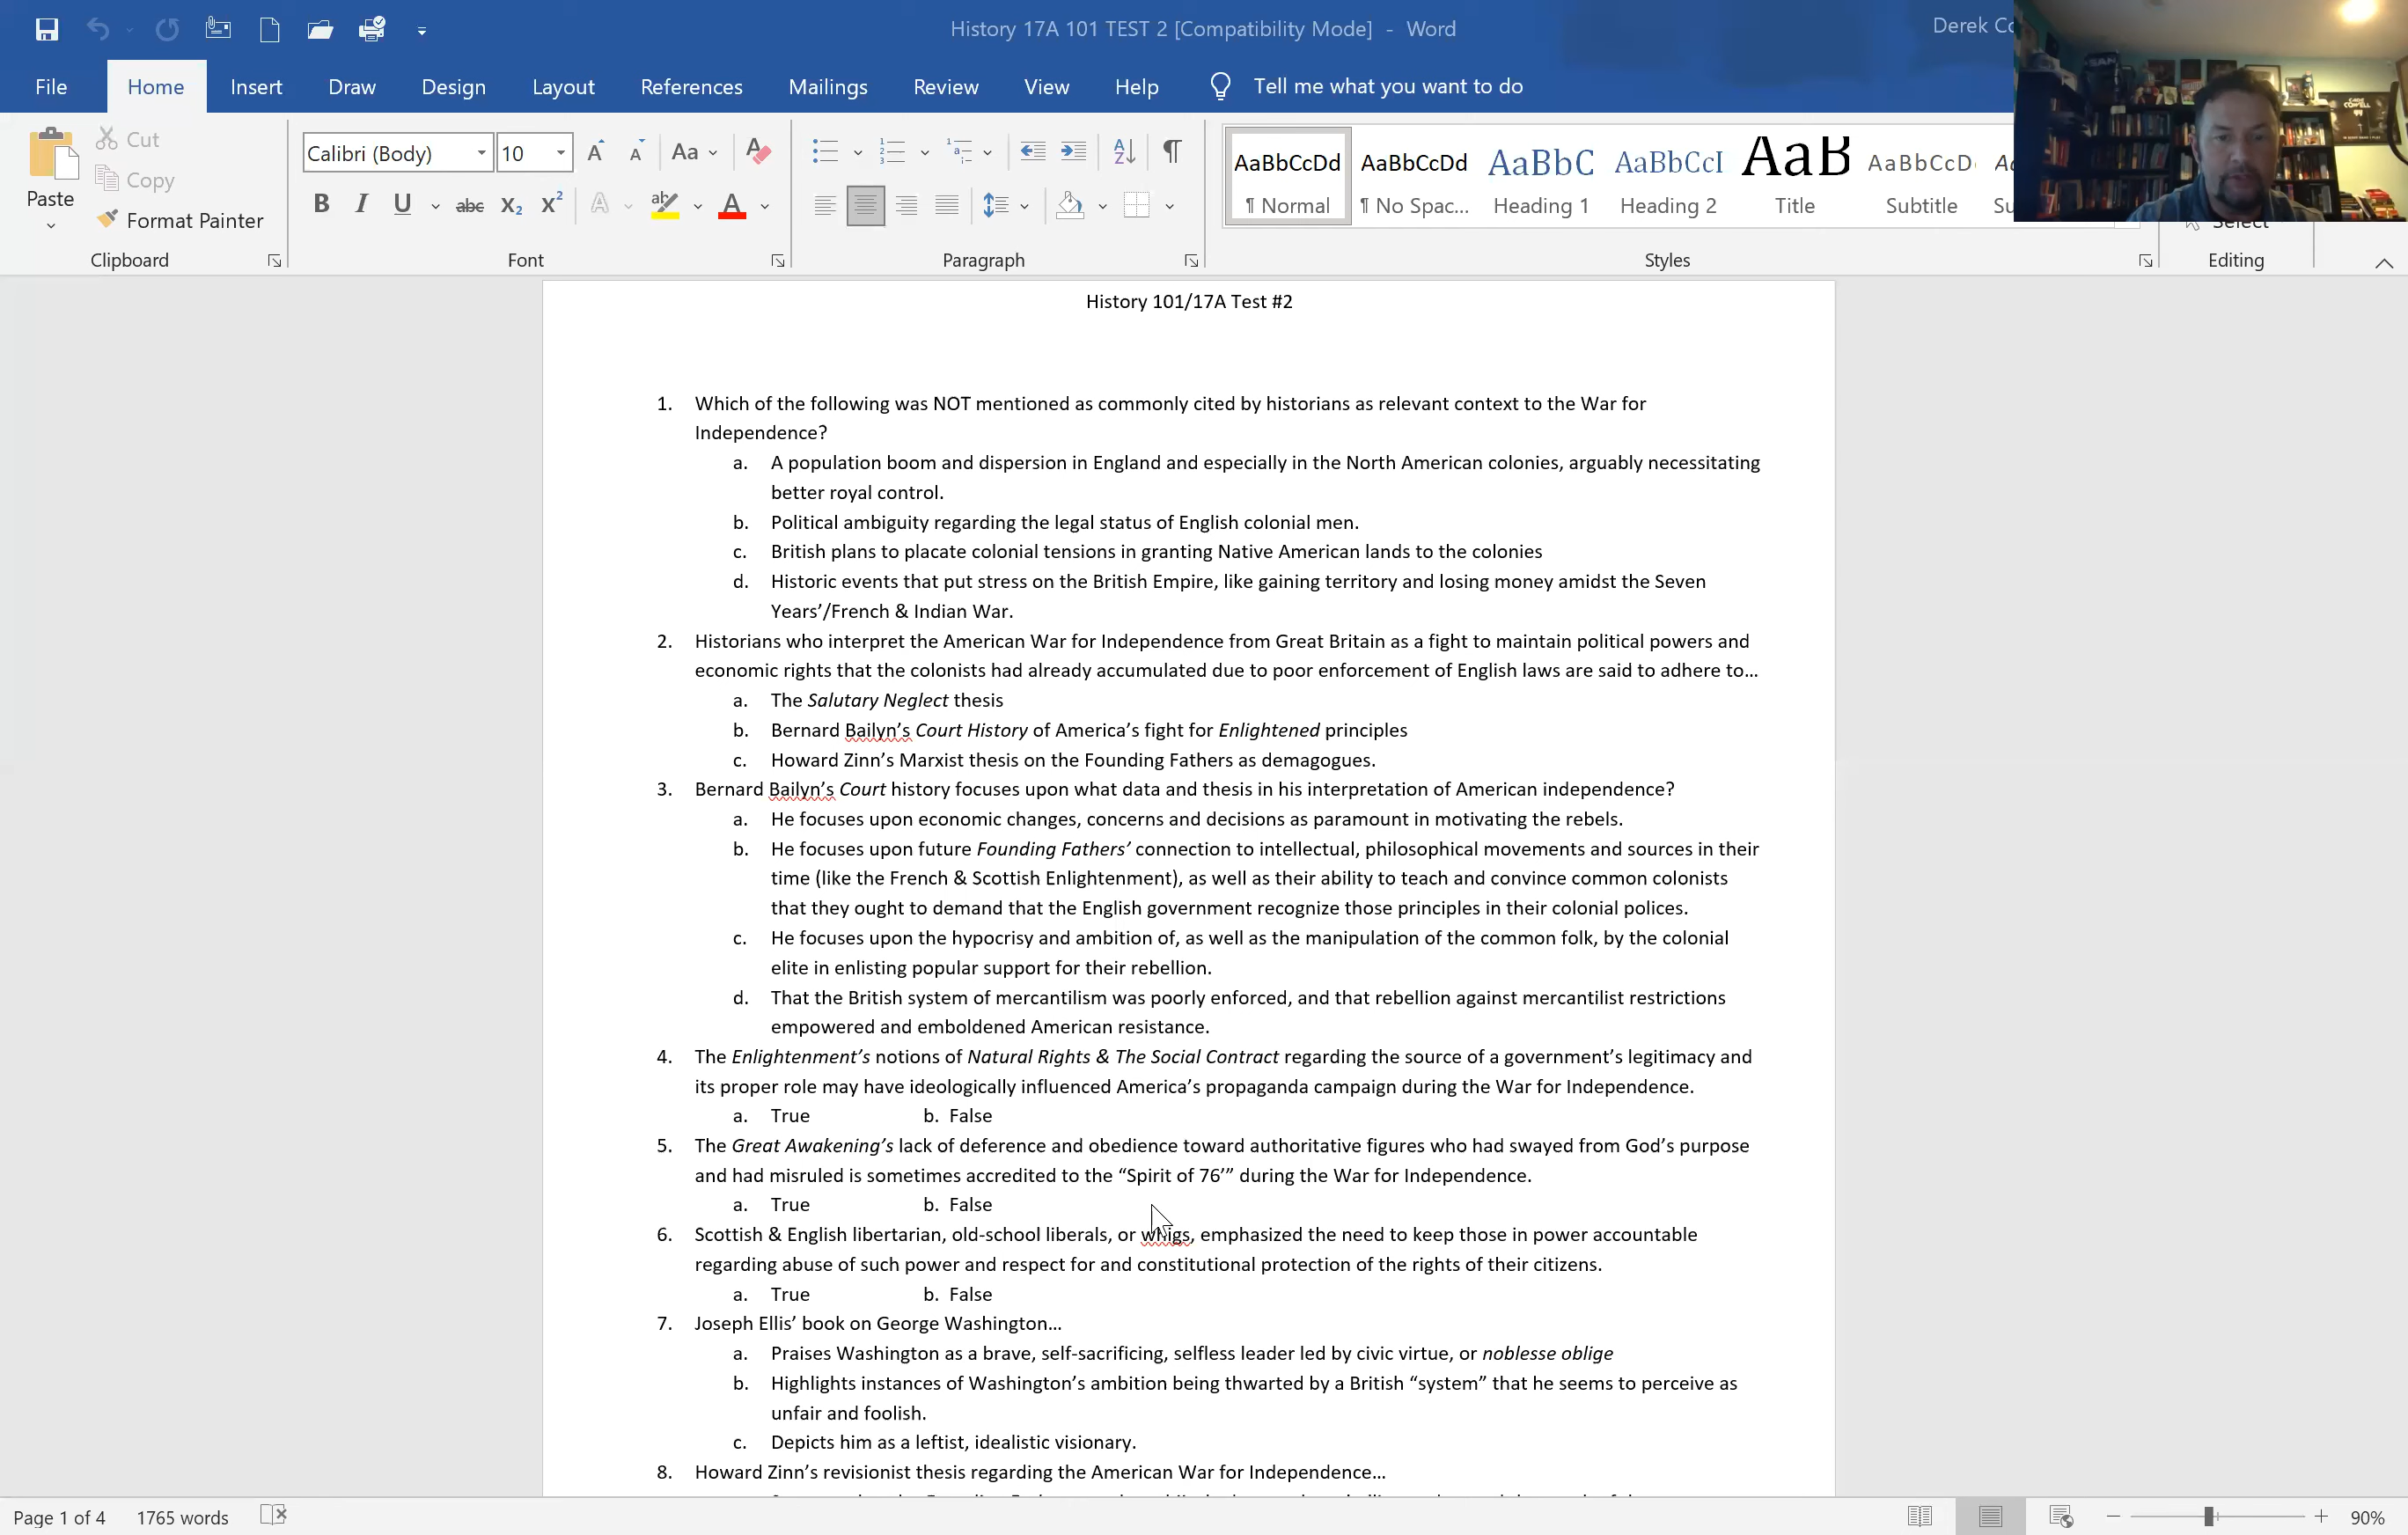 History 17A 101 TEST 2 [Compatibility Mode] - Word
Derek Co
File Home Insert Draw Design Layout References Mailings Review View Help Tell me what you want to do
Paste
Cut
Copy
Format Painter
Clipboard
Calibri (Body) 10
Font
Paragraph
AaBbCcDd AaBbCcDd AaBbC AaBbCcI AaB AaBbCcD
¶ Normal ¶ No Spac... Heading 1 Heading 2 Title Subtitle Su
Styles
Select
Editing
History 101/17A Test #2
1. Which of the following was NOT mentioned as commonly cited by historians as relevant context to the War for
Independence?
a. A population boom and dispersion in England and especially in the North American colonies, arguably necessitating
better royal control.
b. Political ambiguity regarding the legal status of English colonial men.
c. British plans to placate colonial tensions in granting Native American lands to the colonies
d. Historic events that put stress on the British Empire, like gaining territory and losing money amidst the Seven
Years’/French & Indian War.
2. Historians who interpret the American War for Independence from Great Britain as a fight to maintain political powers and
economic rights that the colonists had already accumulated due to poor enforcement of English laws are said to adhere to…
a. The Salutary Neglect thesis
b. Bernard Bailyn’s Court History of America’s fight for Enlightened principles
c. Howard Zinn’s Marxist thesis on the Founding Fathers as demagogues.
3. Bernard Bailyn’s Court history focuses upon what data and thesis in his interpretation of American independence?
a. He focuses upon economic changes, concerns and decisions as paramount in motivating the rebels.
b. He focuses upon future Founding Fathers’ connection to intellectual, philosophical movements and sources in their
time (like the French & Scottish Enlightenment), as well as their ability to teach and convince common colonists
that they ought to demand that the English government recognize those principles in their colonial polices.
c. He focuses upon the hypocrisy and ambition of, as well as the manipulation of the common folk, by the colonial
elite in enlisting popular support for their rebellion.
d. That the British system of mercantilism was poorly enforced, and that rebellion against mercantilist restrictions
empowered and emboldened American resistance.
4. The Enlightenment’s notions of Natural Rights & The Social Contract regarding the source of a government’s legitimacy and
its proper role may have ideologically influenced America’s propaganda campaign during the War for Independence.
a. True b. False
5. The Great Awakening’s lack of deference and obedience toward authoritative figures who had swayed from God’s purpose
and had misruled is sometimes accredited to the “Spirit of 76’” during the War for Independence.
a. True b. False
6. Scottish & English libertarian, old-school liberals, or whigs, emphasized the need to keep those in power accountable
regarding abuse of such power and respect for and constitutional protection of the rights of their citizens.
a. True b. False
7. Joseph Ellis’ book on George Washington…
a. Praises Washington as a brave, self-sacrificing, selfless leader led by civic virtue, or noblesse oblige
b. Highlights instances of Washington’s ambition being thwarted by a British “system” that he seems to perceive as
unfair and foolish.
c. Depicts him as a leftist, idealistic visionary.
8. Howard Zinn’s revisionist thesis regarding the American War for Independence…
Page 1 of 4 1765 words 90%